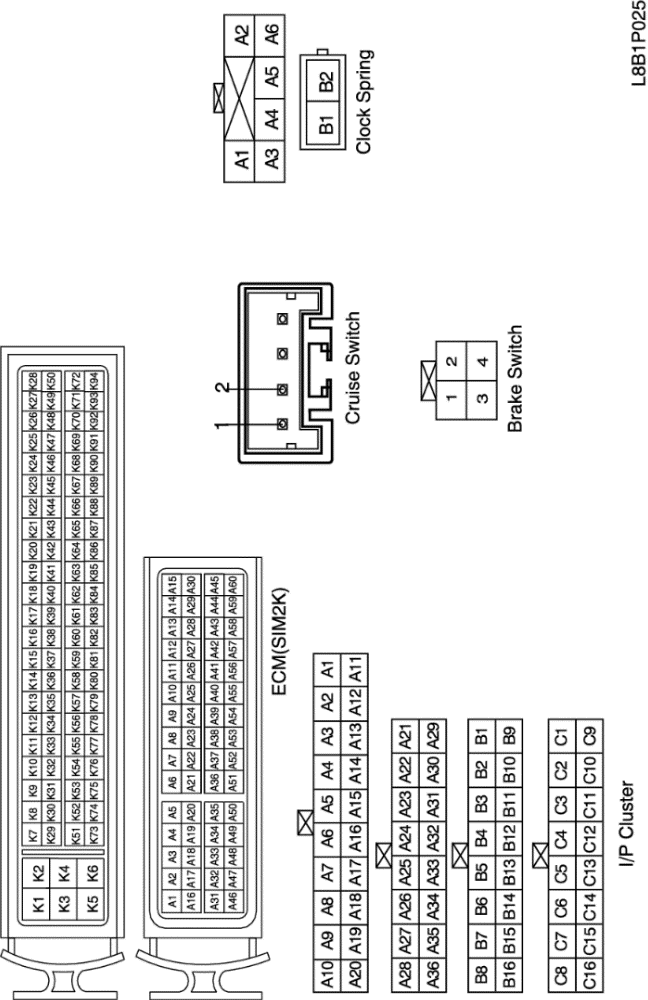 K1 K2
K3 K4
K5 K6
K7 K8 K9 K10 K11 K12 K13 K14 K15 K16 K17 K18 K19 K20 K21 K22 K23 K24 K25 K26 K27 K28
K29 K30 K31 K32 K33 K34 K35 K36 K37 K38 K39 K40 K41 K42 K43 K44 K45 K46 K47 K48 K49 K50
K51 K52 K53 K54 K55 K56 K57 K58 K59 K60 K61 K62 K63 K64 K65 K66 K67 K68 K69 K70 K71 K72
K73 K74 K75 K76 K77 K78 K79 K80 K81 K82 K83 K84 K85 K86 K87 K88 K89 K90 K91 K92 K93 K94
A1 A2 A3 A4 A5 A6 A7 A8 A9 A10 A11 A12 A13 A14 A15
A16 A17 A18 A19 A20 A21 A22 A23 A24 A25 A26 A27 A28 A29 A30
A31 A32 A33 A34 A35 A36 A37 A38 A39 A40 A41 A42 A43 A44 A45
A46 A47 A48 A49 A50 A51 A52 A53 A54 A55 A56 A57 A58 A59 A60
ECM(SIM2K)
1 2
Cruise Switch
A1 A2
A3 A4 A5 A6
B1 B2
Clock Spring
A10 A9 A8 A7 A6 A5 A4 A3 A2 A1
A20 A19 A18 A17 A16 A15 A14 A13 A12 A11
A28 A27 A26 A25 A24 A23 A22 A21
A36 A35 A34 A33 A32 A31 A30 A29
B8 B7 B6 B5 B4 B3 B2 B1
B16 B15 B14 B13 B12 B11 B10 B9
C8 C7 C6 C5 C4 C3 C2 C1
C16 C15 C14 C13 C12 C11 C10 C9
I/P Cluster
1 2
3 4
Brake Switch
L8B1P025